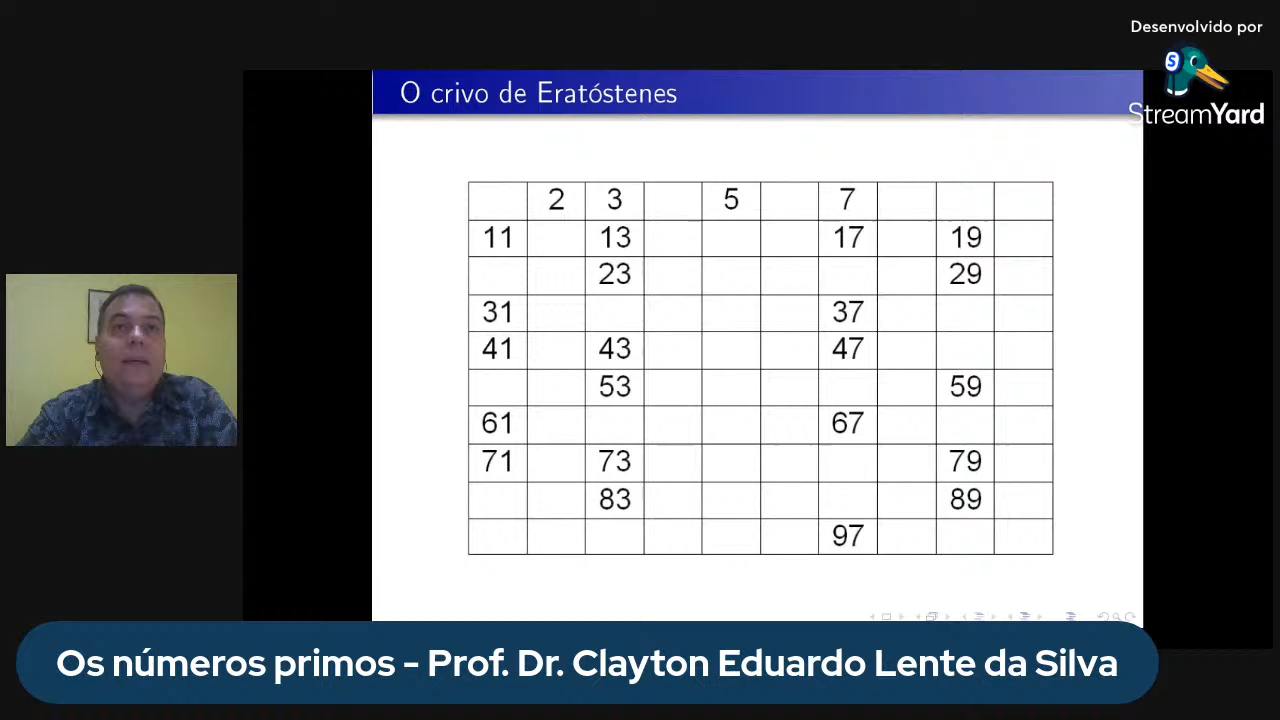 Desenvolvido por
StreamYard
O crivo de Eratóstenes
2 3 5 7
11 13 17 19
23 29
31 37
41 43 47
53 59
61 67
71 73 79
83 89
97
Os números primos - Prof. Dr. Clayton Eduardo Lente da Silva